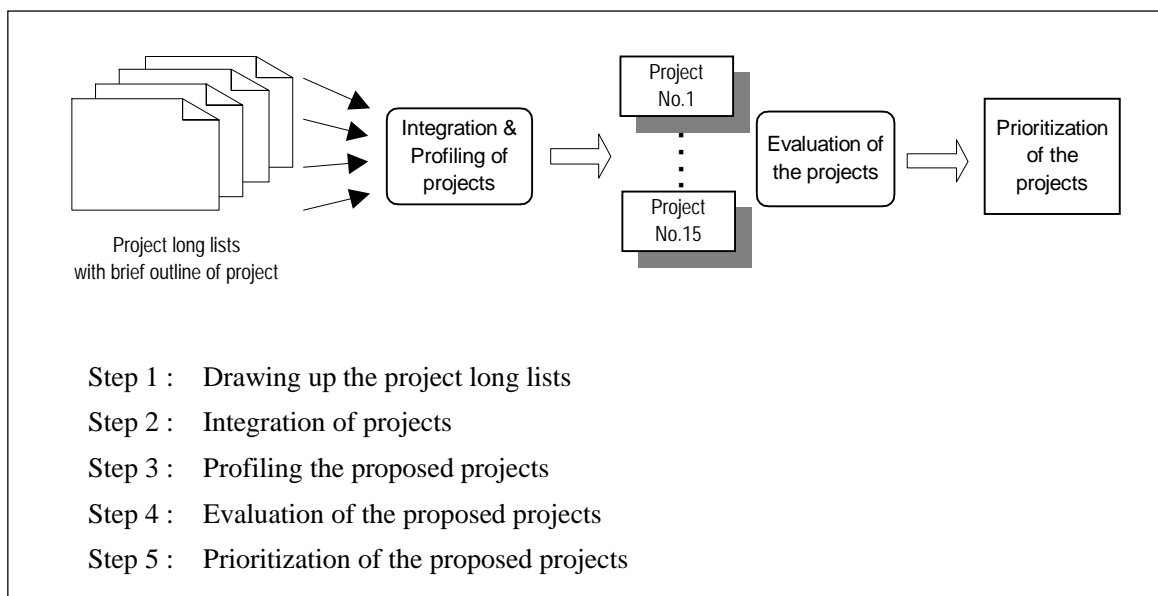 Project long lists
with brief outline of project
Integration &
Profiling of
projects
Project
No.1
Project
No.15
Evaluation of
the projects
Prioritization
of the
projects
Step 1 : Drawing up the project long lists
Step 2 : Integration of projects
Step 3 : Profiling the proposed projects
Step 4 : Evaluation of the proposed projects
Step 5 : Prioritization of the proposed projects